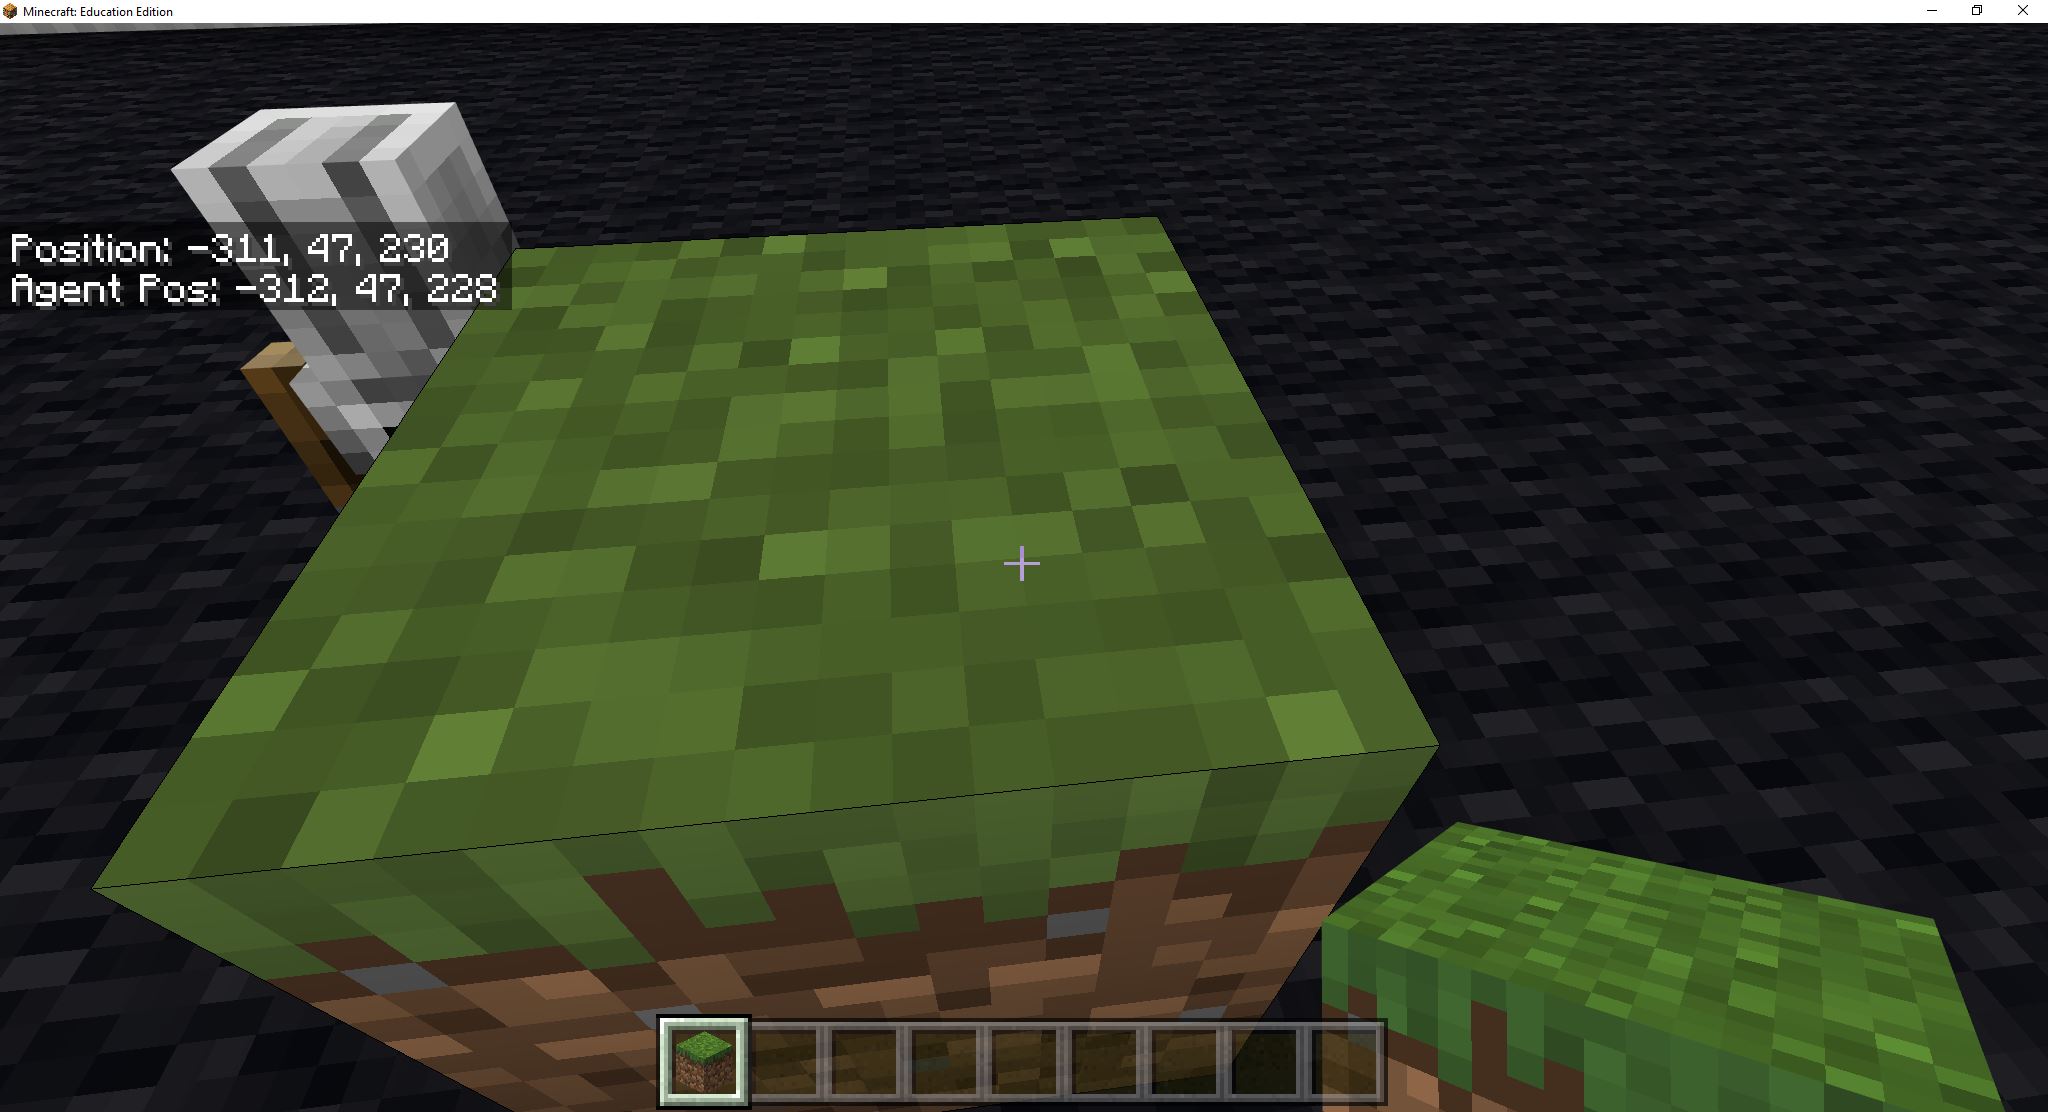 Minecraft: Education Edition
Position: -311, 47, 230
Agent Pos: -312, 47, 228